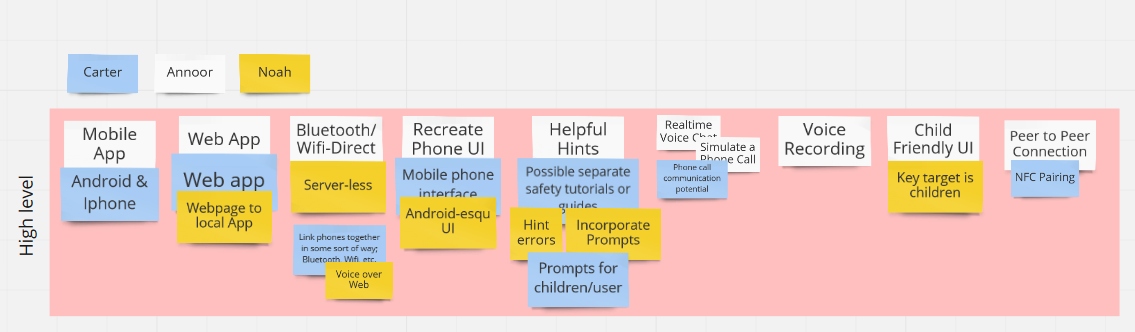 Carter
Annoor
Noah
High level
Mobile
App
Android &
Iphone
Web App
Web app
Webpage to
local App
Bluetooth/
Wifi-Direct
Server-less
Link phones together
in some sort of way;
Bluetooth, Wifi, etc.
Voice over
Web
Recreate
Phone UI
Mobile phone
interface
Android-esqu
UI
Helpful
Hints
Possible separate
safety tutorials or
guides
Hint
errors
Incorporate
Prompts
Prompts for
children/user
Realtime
Voice Chat
Simulate a
Phone Call
Phone call
communication
potential
Voice
Recording
Child
Friendly UI
Key target is
children
Peer to Peer
Connection
NFC Pairing